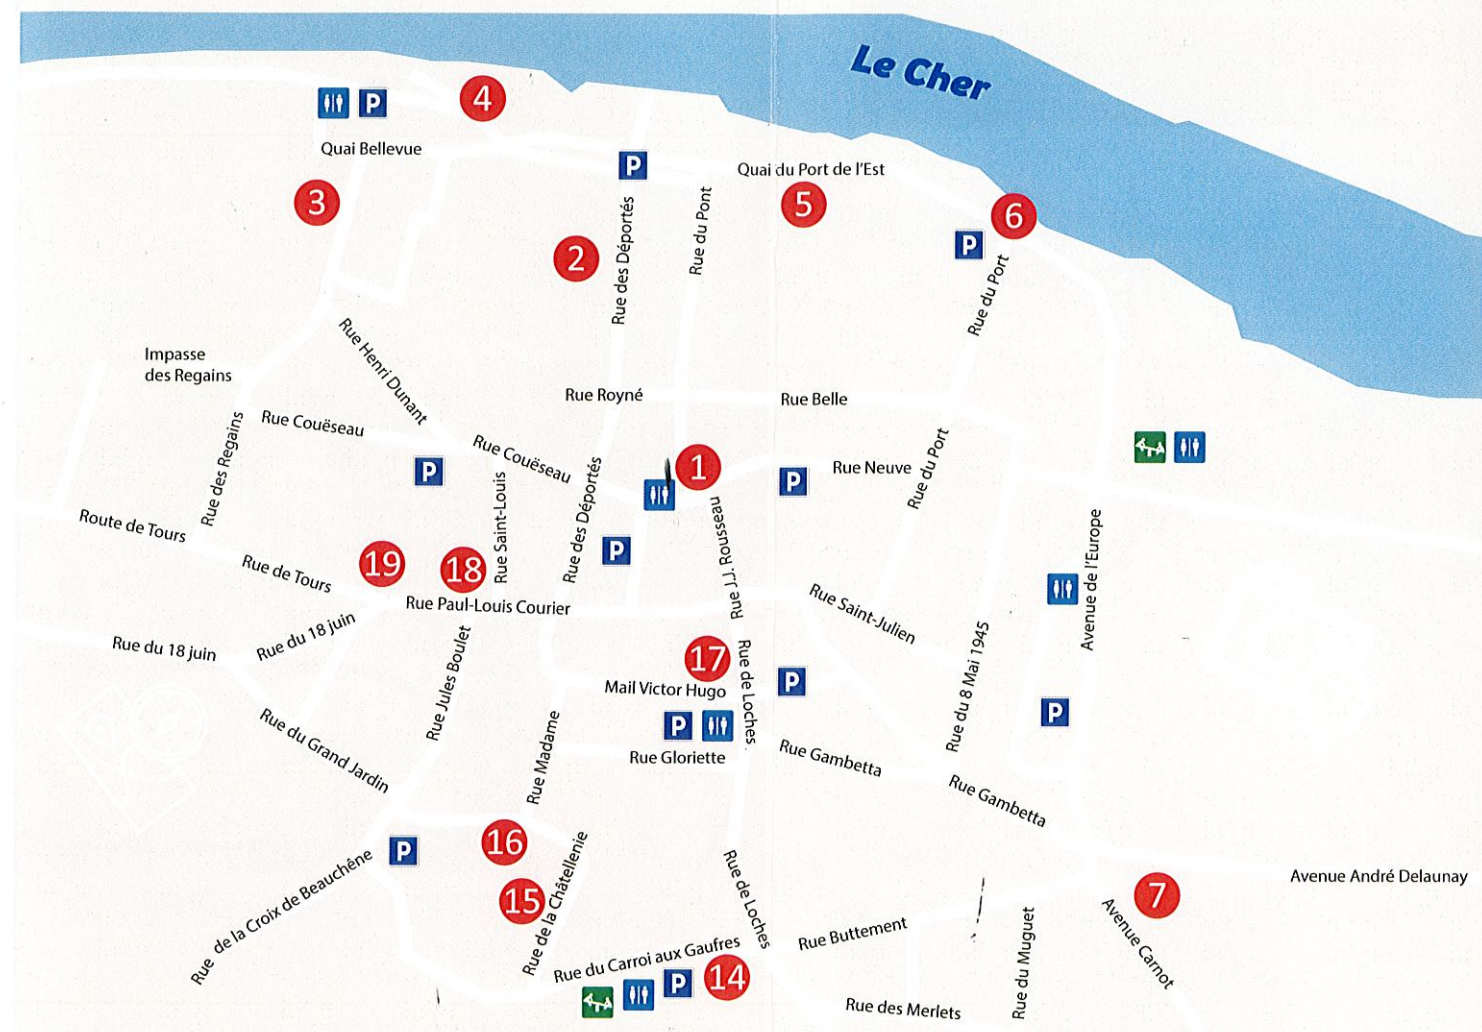 Le Cher
4
P
Quai Bellevue
P
Quai du Port de l'Est
3
5
6
2
P
Rue des Déportés
Rue du Pont
Rue du Port
Rue Henri Dunant
Impasse
des Regains
Rue Royné
Rue Belle
Rue Couëseau
Rue des Regains
Rue Couëseau
P
1
Rue Neuve
P
Rue du Port
Rue Saint-Louis
Rue des Déportés
Rue J.J. Rousseau
Route de Tours
P
Avenue de l'Europe
19
18
Rue de Tours
Rue Paul-Louis Courier
Rue Saint-Julien
Rue du 18 juin
Rue du 18 juin
Rue Jules Boulet
17
Mail Victor Hugo
Rue de Loches
P
Rue du 8 Mai 1945
P
P
Rue du Grand Jardin
Rue Madame
Rue Gloriette
Rue Gambetta
Rue Gambetta
16
P
Rue de la Croix de Beauchêne
15
Rue de la Châtellenie
Rue de Loches
7
Avenue André Delaunay
Avenue Carnot
Rue Buttement
Rue du Muguet
Rue du Carroi aux Gaufres
P
14
Rue des Merlets